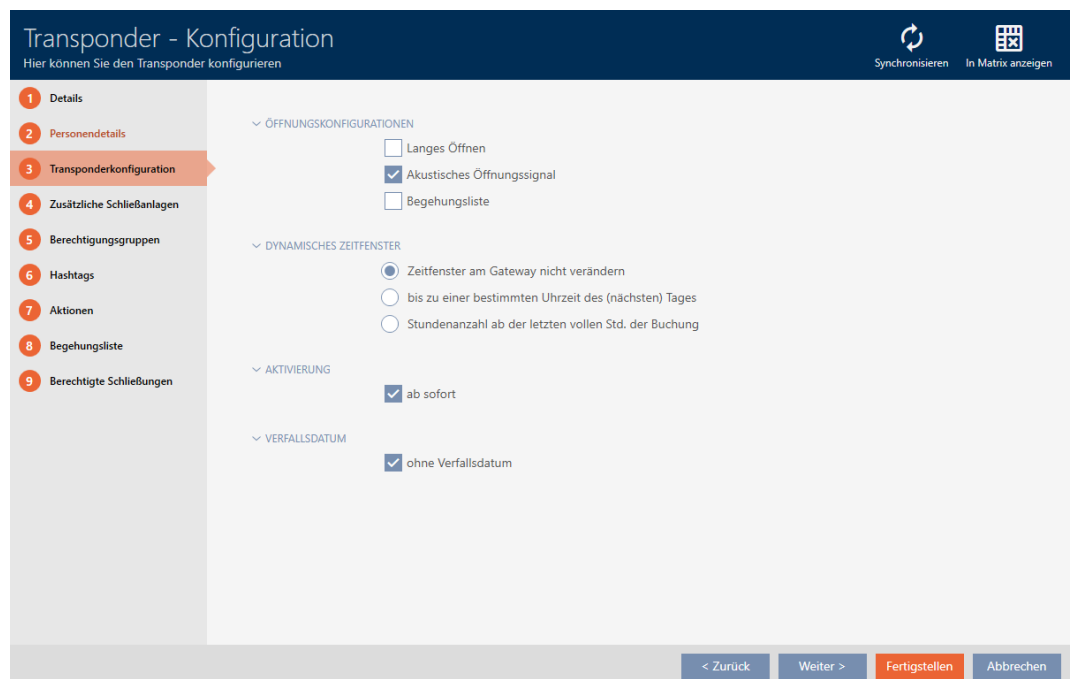 Transponder - Konfiguration
Hier können Sie den Transponder konfigurieren
Synchronisieren
In Matrix anzeigen
1 Details
2 Personendetails
3 Transponderkonfiguration
4 Zusätzliche Schließanlagen
5 Berechtigungsgruppen
6 Hashtags
7 Aktionen
8 Begehungsliste
9 Berechtigte Schließungen
ÖFFNUNGSKONFIGURATIONEN
Langes Öffnen
Akustisches Öffnungssignal
Begehungsliste
DYNAMISCHES ZEITFENSTER
Zeitfenster am Gateway nicht verändern
bis zu einer bestimmten Uhrzeit des (nächsten) Tages
Stundenanzahl ab der letzten vollen Std. der Buchung
AKTIVIERUNG
ab sofort
VERFALLSDATUM
ohne Verfallsdatum
< Zurück
Weiter >
Fertigstellen
Abbrechen